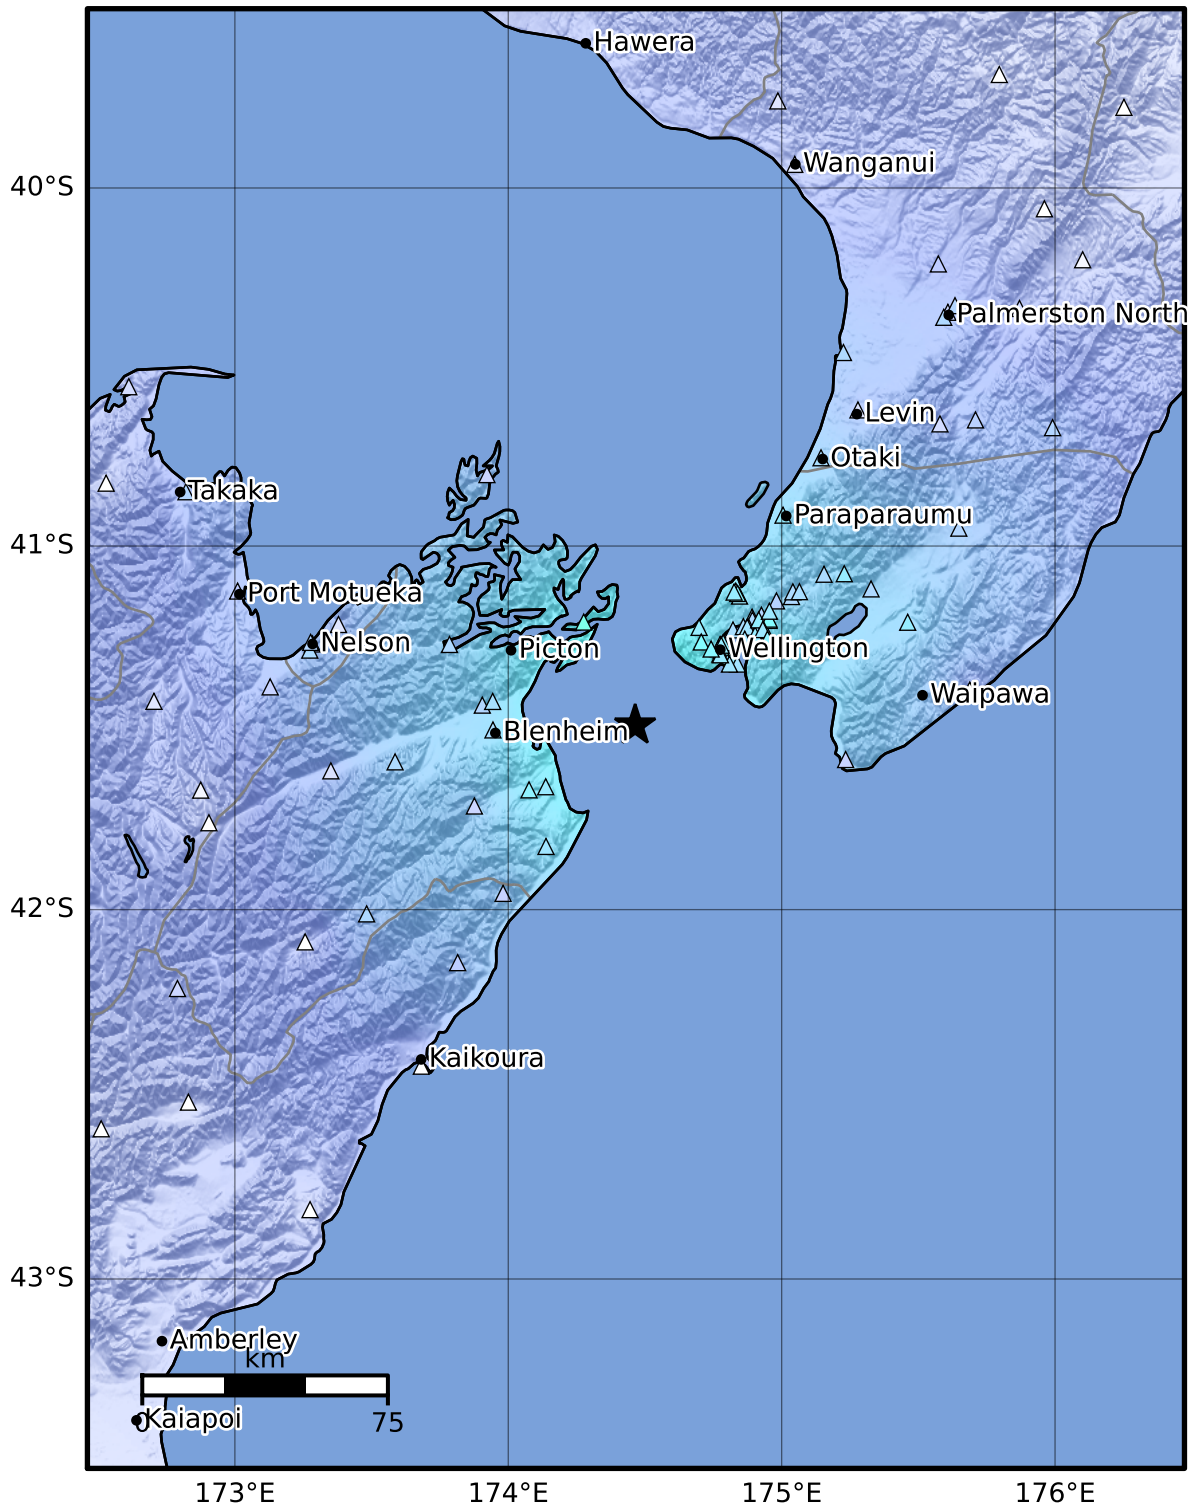 Hawera
Wanganui
40°S
Palmerston North
Levin
Otaki
Takaka
Paraparaumu
41°S
Port Motueka
Nelson
Picton
Wellington
Waipawa
Blenheim
42°S
Kaikoura
43°S
Amberley
km
0
75
Kaiapoi
173°E
174°E
175°E
176°E